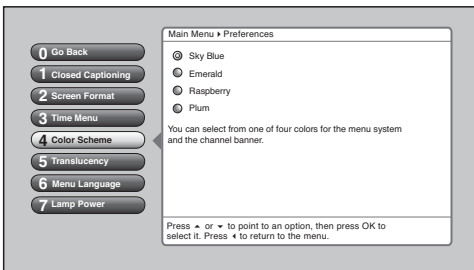 Main Menu ▸ Preferences
0 Go Back
1 Closed Captioning
2 Screen Format
3 Time Menu
4 Color Scheme
5 Translucency
6 Menu Language
7 Lamp Power
Sky Blue
Emerald
Raspberry
Plum
You can select from one of four colors for the menu system
and the channel banner.
Press ▴ or ▾ to point to an option, then press OK to
select it. Press ◂ to return to the menu.